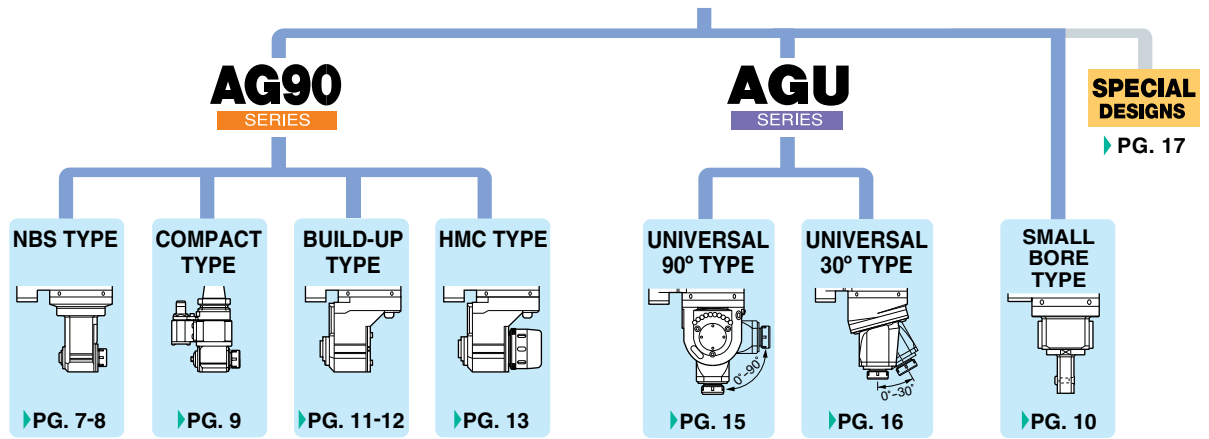 AG90
SERIES
AGU
SERIES
SPECIAL
DESIGNS
PG. 17
NBS TYPE
PG. 7-8
COMPACT
TYPE
PG. 9
BUILD-UP
TYPE
PG. 11-12
HMC TYPE
PG. 13
UNIVERSAL
90º TYPE
0°~90°
PG. 15
UNIVERSAL
30º TYPE
0°~30°
PG. 16
SMALL
BORE
TYPE
PG. 10